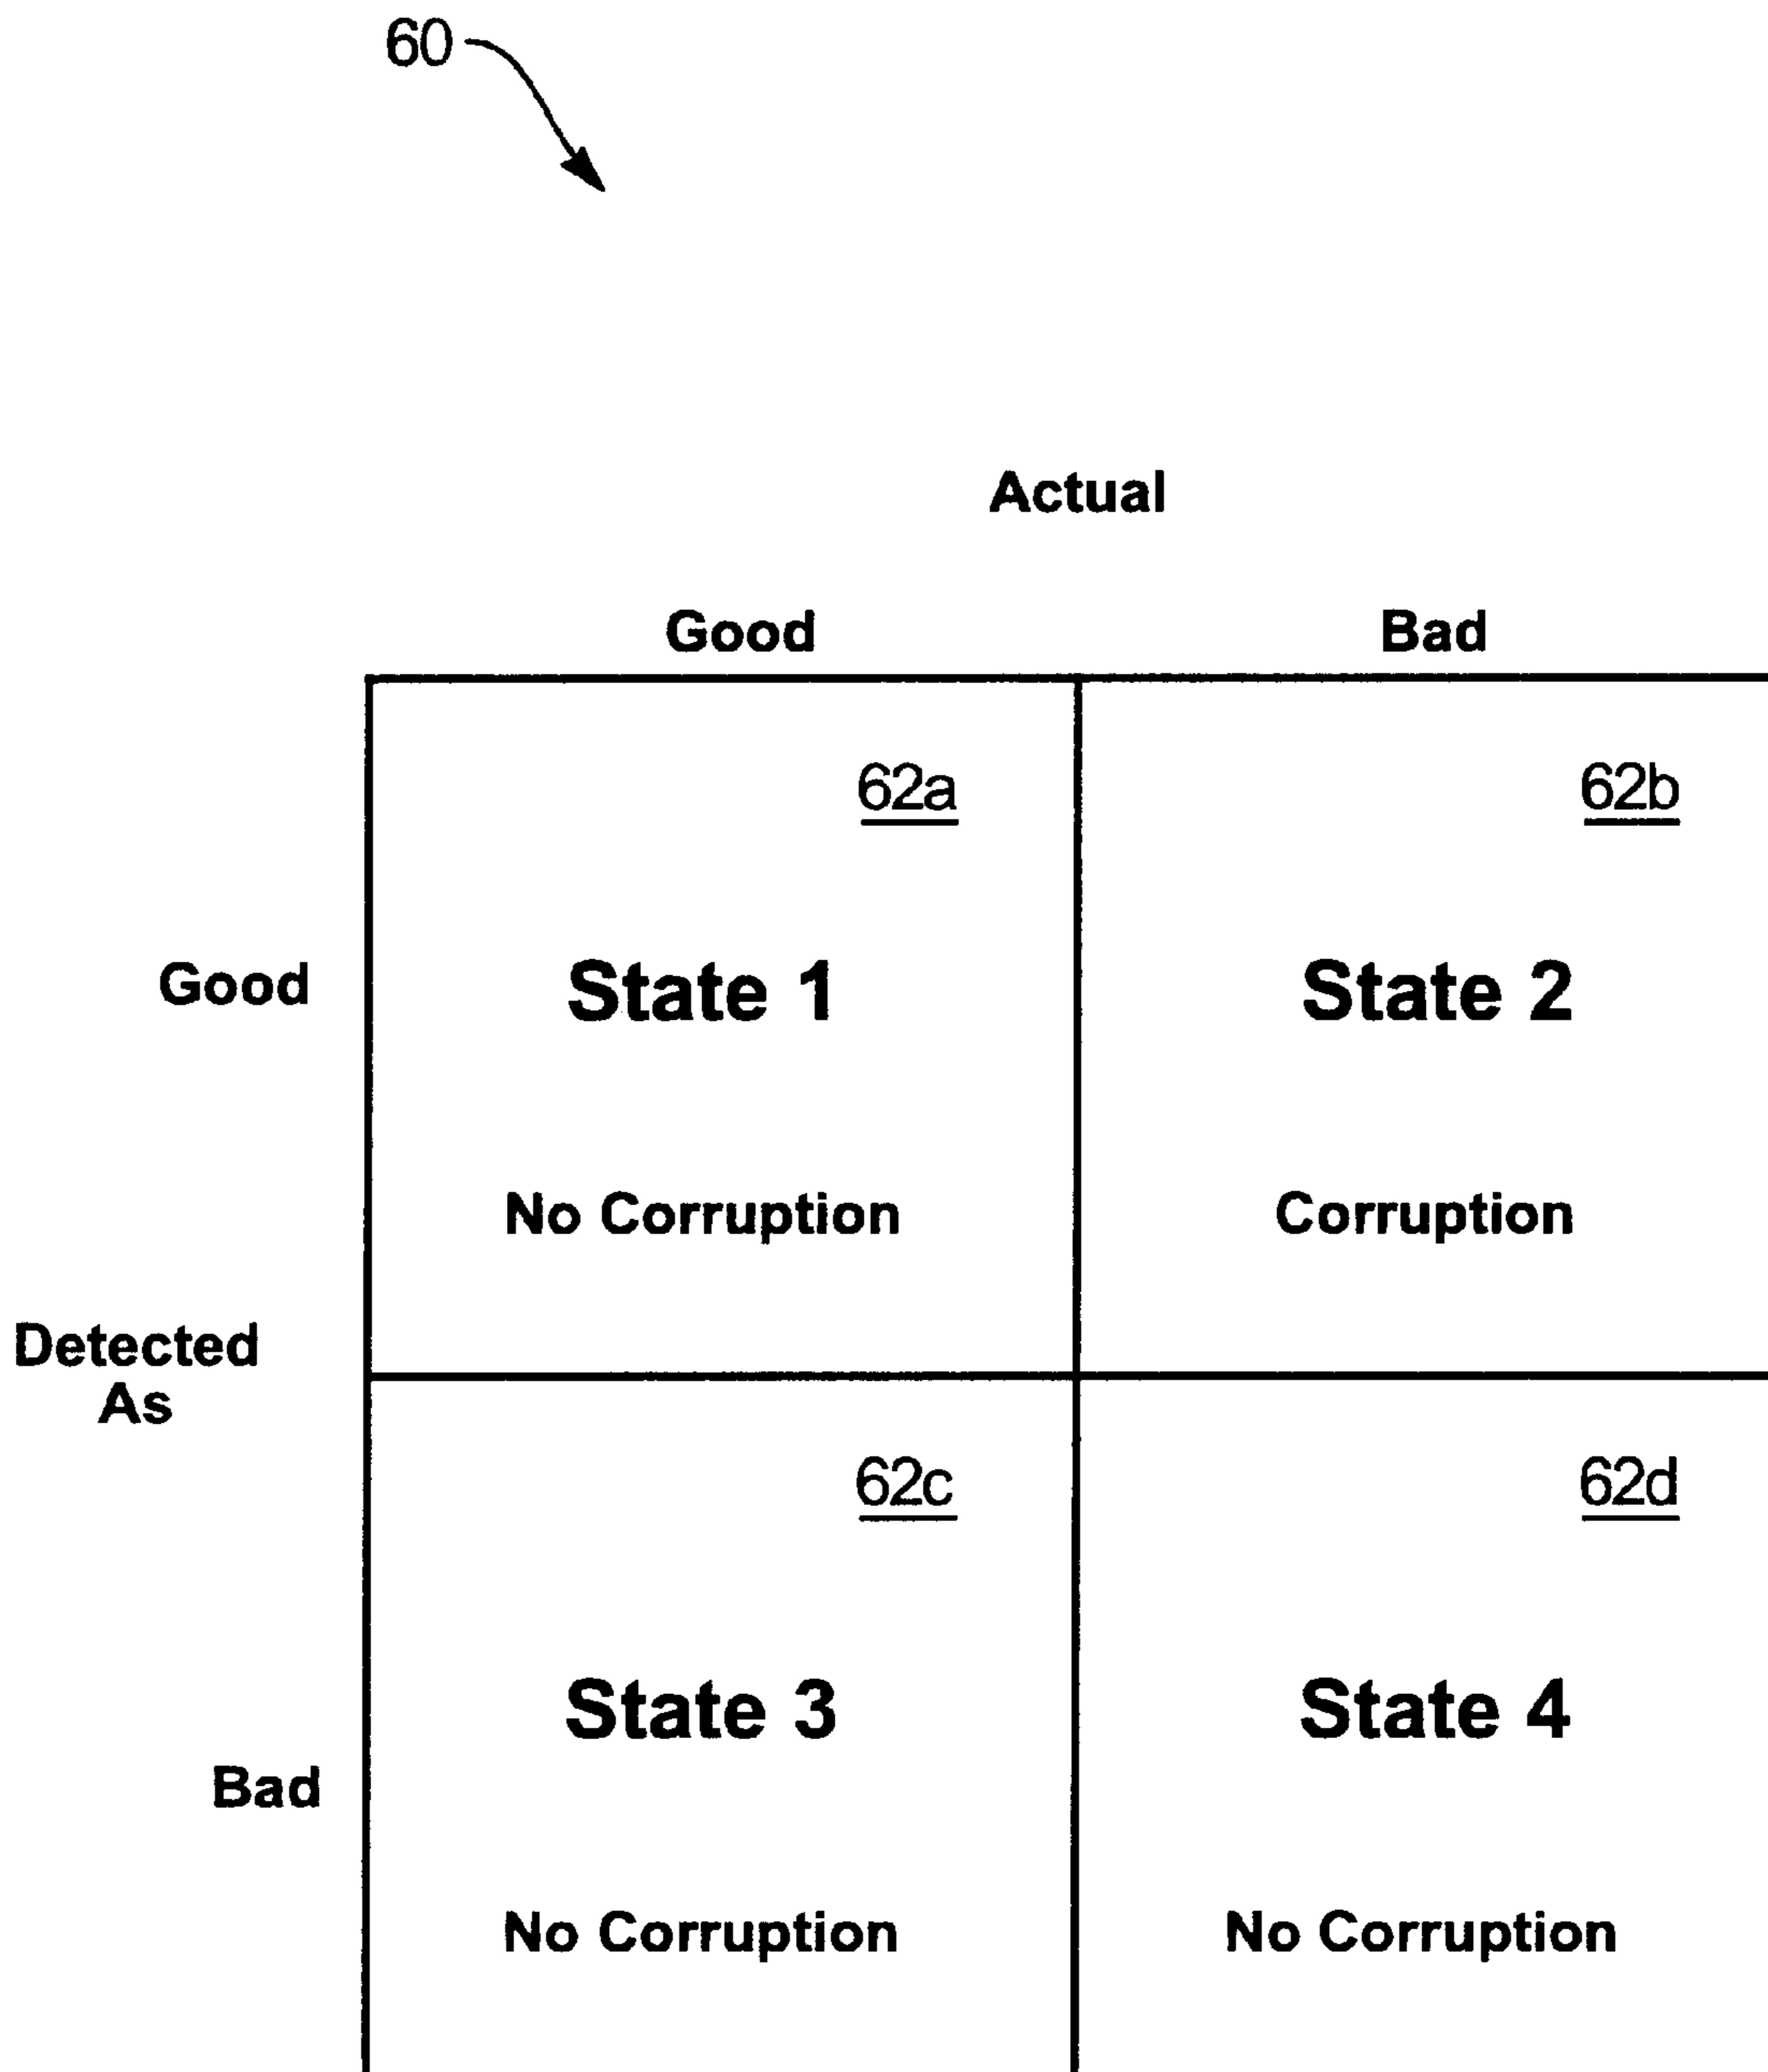 60
Actual
Good Bad
62a 62b
Good State 1 State 2
No Corruption Corruption
Detected
As
62c 62d
State 3 State 4
Bad
No Corruption No Corruption